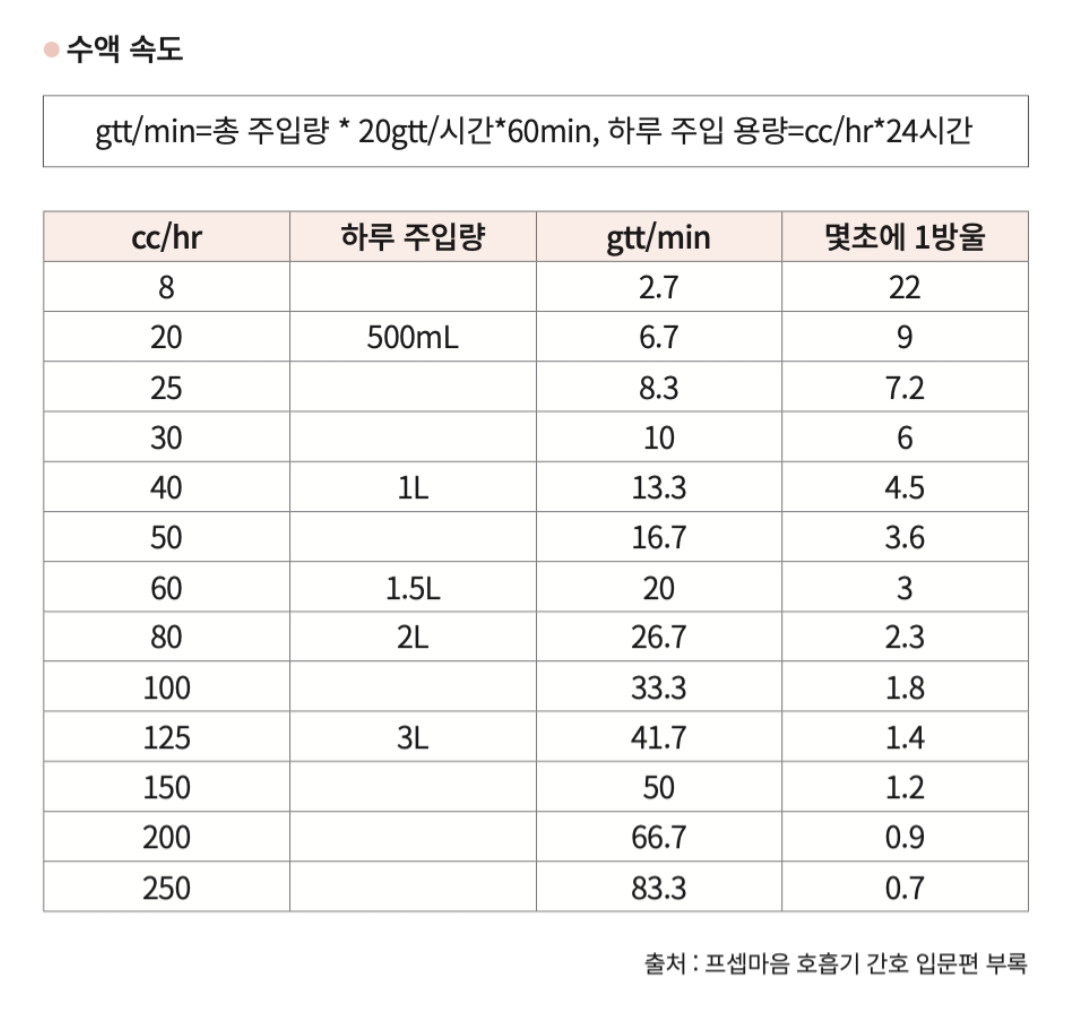 수액 속도
gtt/min=총 주입량 * 20gtt/시간*60min, 하루 주입 용량=cc/hr*24시간
cc/hr 하루 주입량 gtt/min 몇초에 1방울
8 2.7 22
20 500mL 6.7 9
25 8.3 7.2
30 10 6
40 1L 13.3 4.5
50 16.7 3.6
60 1.5L 20 3
80 2L 26.7 2.3
100 33.3 1.8
125 3L 41.7 1.4
150 50 1.2
200 66.7 0.9
250 83.3 0.7
출처 : 프셉마음 호흡기 간호 입문편 부록